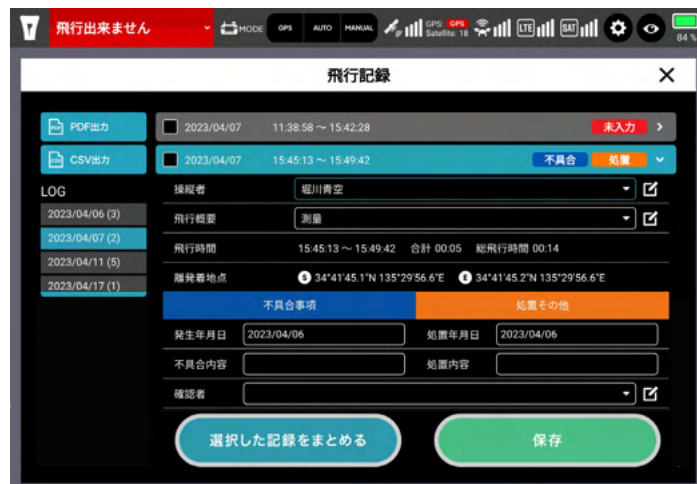 飛行出来ません MODE GPS AUTO MANUAL GPS: GPS Satellite: 18 LTE SAT 84 %
飛行記録
PDF出力
2023/04/07 11:38:58 ～ 15:42:28 未入力
CSV出力
2023/04/07 15:45:13 ～ 15:49:42 不具合 処置
LOG
2023/04/06 (3)
2023/04/07 (2)
2023/04/11 (5)
2023/04/17 (1)
操縦者 堀川青空
飛行概要 測量
飛行時間 15:45:13 ～ 15:49:42 合計 00:05 総飛行時間 00:14
離発着地点 S 34°41'45.1"N 135°29'56.6"E E 34°41'45.2"N 135°29'56.6"E
不具合事項 処置その他
発生年月日 2023/04/06 処置年月日 2023/04/06
不具合内容 処置内容
確認者
選択した記録をまとめる 保存